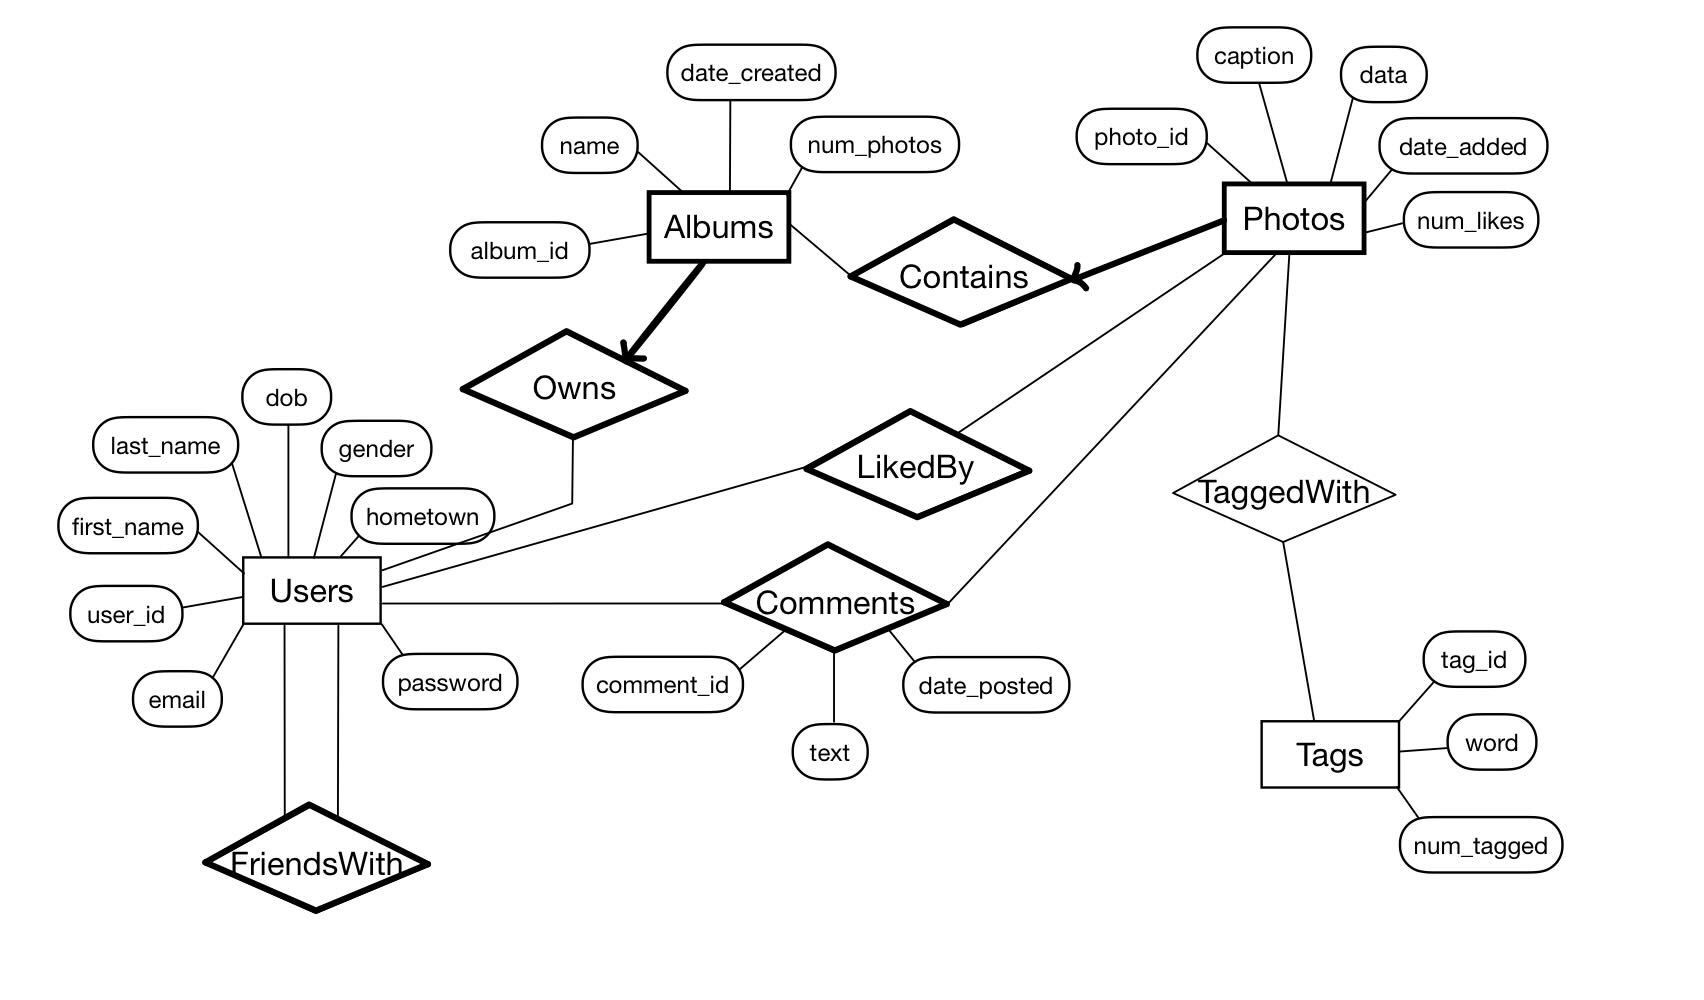 caption
date_created
data
photo_id
name
num_photos
date_added
Photos
num_likes
Albums
album_id
Contains
Owns
dob
last_name
gender
LikedBy
TaggedWith
hometown
first_name
Users
Comments
user_id
tag_id
password
comment_id
date_posted
email
word
text
Tags
num_tagged
FriendsWith